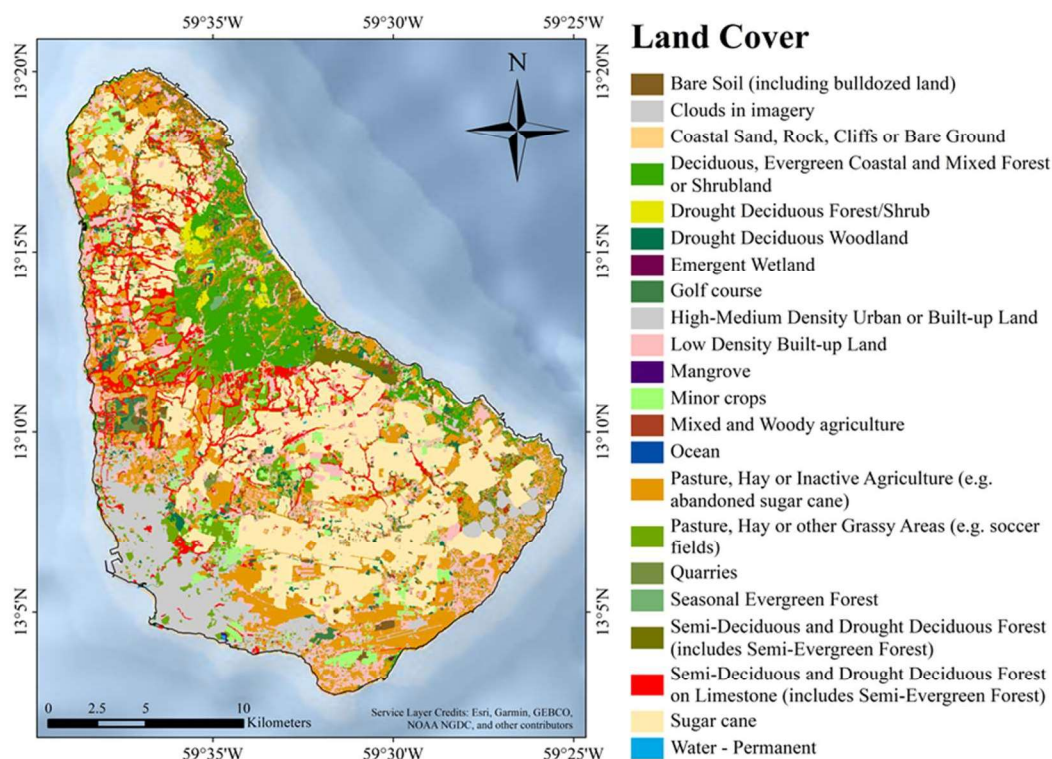 59°35'W 59°30'W 59°25'W
Land Cover
13°20'N 13°20'N
N
Bare Soil (including bulldozed land)
Clouds in imagery
Coastal Sand, Rock, Cliffs or Bare Ground
Deciduous, Evergreen Coastal and Mixed Forest
or Shrubland
Drought Deciduous Forest/Shrub
13°15'N 13°15'N
Drought Deciduous Woodland
Emergent Wetland
Golf course
High-Medium Density Urban or Built-up Land
Low Density Built-up Land
Mangrove
Minor crops
13°10'N 13°10'N
Mixed and Woody agriculture
Ocean
Pasture, Hay or Inactive Agriculture (e.g.
abandoned sugar cane)
Pasture, Hay or other Grassy Areas (e.g. soccer
fields)
Quarries
13°5'N 13°5'N
Seasonal Evergreen Forest
Semi-Deciduous and Drought Deciduous Forest
(includes Semi-Evergreen Forest)
Semi-Deciduous and Drought Deciduous Forest
on Limestone (includes Semi-Evergreen Forest)
Sugar cane
Water - Permanent
0 2.5 5 10
Kilometers
Service Layer Credits: Esri, Garmin, GEBCO,
NOAA NGDC, and other contributors
59°35'W 59°30'W 59°25'W